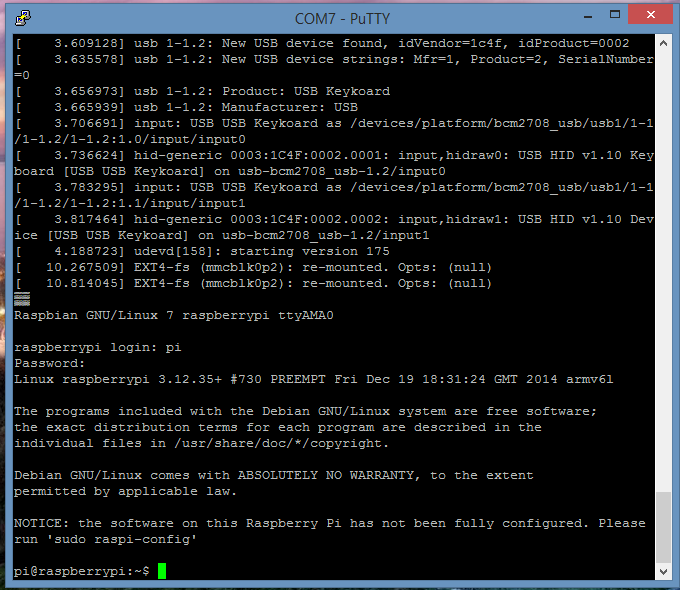 COM7 - PuTTY
[    3.609128] usb 1-1.2: New USB device found, idVendor=1c4f, idProduct=0002
[    3.635578] usb 1-1.2: New USB device strings: Mfr=1, Product=2, SerialNumber
=0
[    3.656973] usb 1-1.2: Product: USB Keykoard
[    3.665939] usb 1-1.2: Manufacturer: USB
[    3.706691] input: USB USB Keykoard as /devices/platform/bcm2708_usb/usb1/1-1
/1-1.2/1-1.2:1.0/input/input0
[    3.736624] hid-generic 0003:1C4F:0002.0001: input,hidraw0: USB HID v1.10 Key
board [USB USB Keykoard] on usb-bcm2708_usb-1.2/input0
[    3.783295] input: USB USB Keykoard as /devices/platform/bcm2708_usb/usb1/1-1
/1-1.2/1-1.2:1.1/input/input1
[    3.817464] hid-generic 0003:1C4F:0002.0002: input,hidraw1: USB HID v1.10 Dev
ice [USB USB Keykoard] on usb-bcm2708_usb-1.2/input1
[    4.188723] udevd[158]: starting version 175
[   10.267509] EXT4-fs (mmcblk0p2): re-mounted. Opts: (null)
[   10.814045] EXT4-fs (mmcblk0p2): re-mounted. Opts: (null)
▒▒
Raspbian GNU/Linux 7 raspberrypi ttyAMA0
raspberrypi login: pi
Password:
Linux raspberrypi 3.12.35+ #730 PREEMPT Fri Dec 19 18:31:24 GMT 2014 armv6l
The programs included with the Debian GNU/Linux system are free software;
the exact distribution terms for each program are described in the
individual files in /usr/share/doc/*/copyright.
Debian GNU/Linux comes with ABSOLUTELY NO WARRANTY, to the extent
permitted by applicable law.
NOTICE: the software on this Raspberry Pi has not been fully configured. Please
run 'sudo raspi-config'
pi@raspberrypi:~$